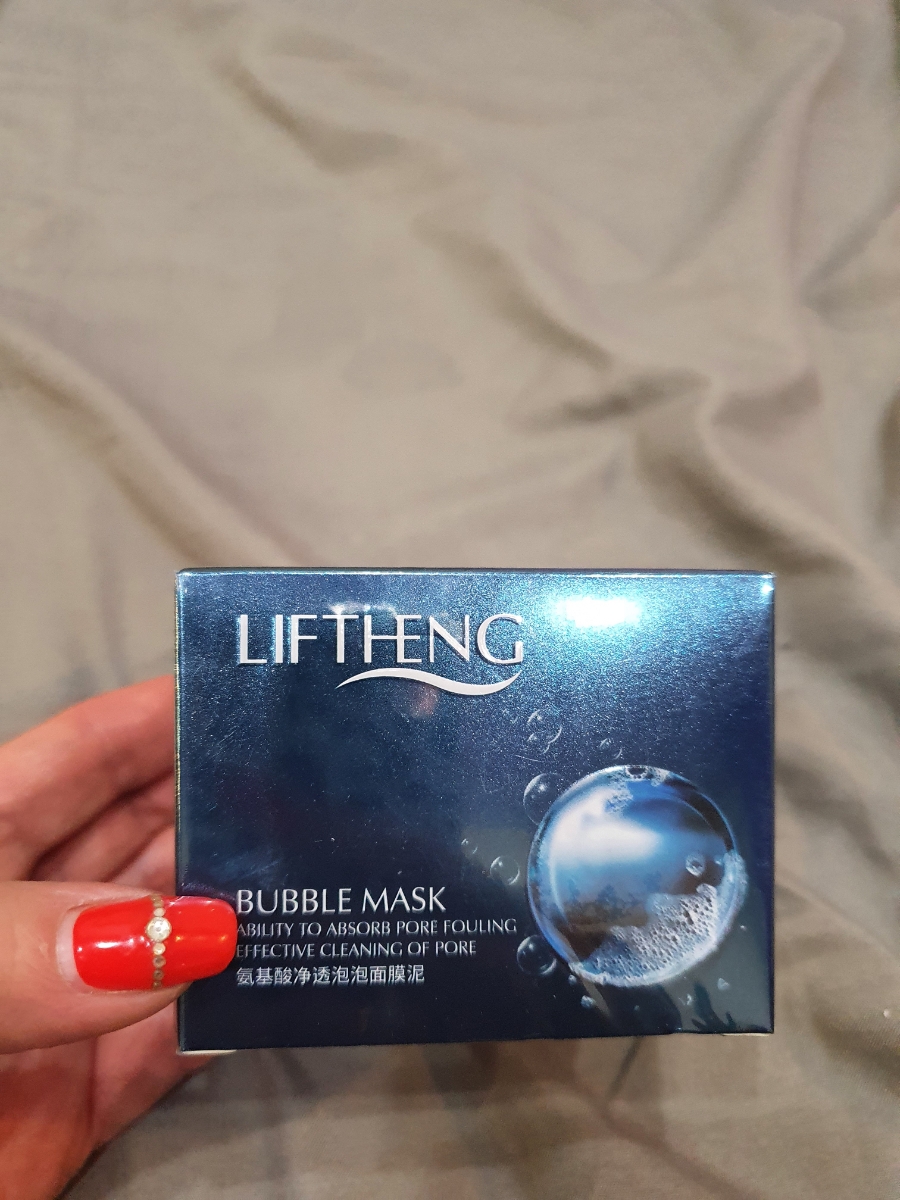 LIFTHENG
BUBBLE MASK
ABILITY TO ABSORB PORE FOULING
EFFECTIVE CLEANING OF PORE
氨基酸净透泡泡面膜泥